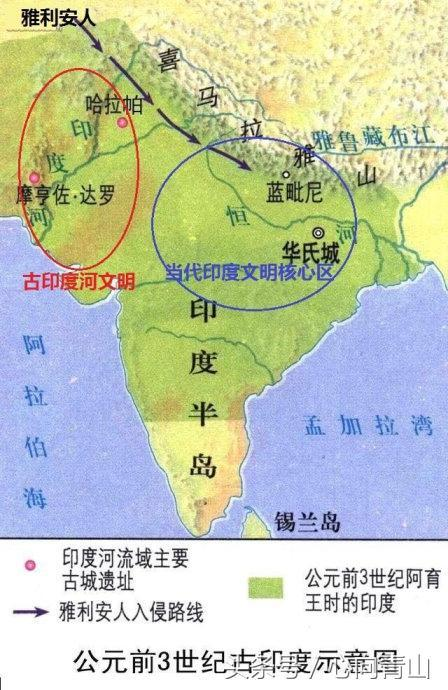 雅利安人
喜马拉雅山
哈拉帕
印度河
雅鲁藏布江
摩亨佐·达罗
蓝毗尼
恒河
华氏城
古印度河文明
当代印度文明核心区
印度半岛
阿拉伯海
孟加拉湾
锡兰岛
印度河流域主要
古城遗址
公元前3世纪阿育
王时的印度
雅利安人入侵路线
公元前3世纪古印度示意图
头条号/心向青山